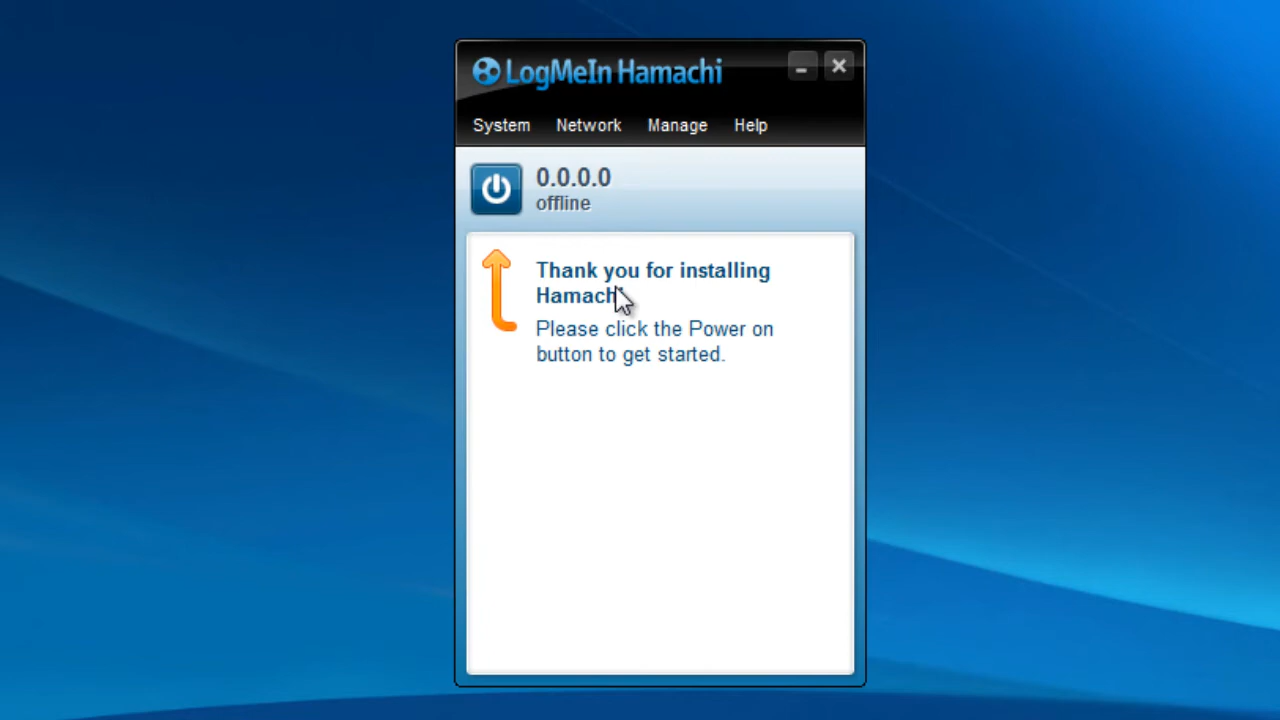 LogMeIn Hamachi
System Network Manage Help
0.0.0.0
offline
Thank you for installing
Hamachi
Please click the Power on
button to get started.